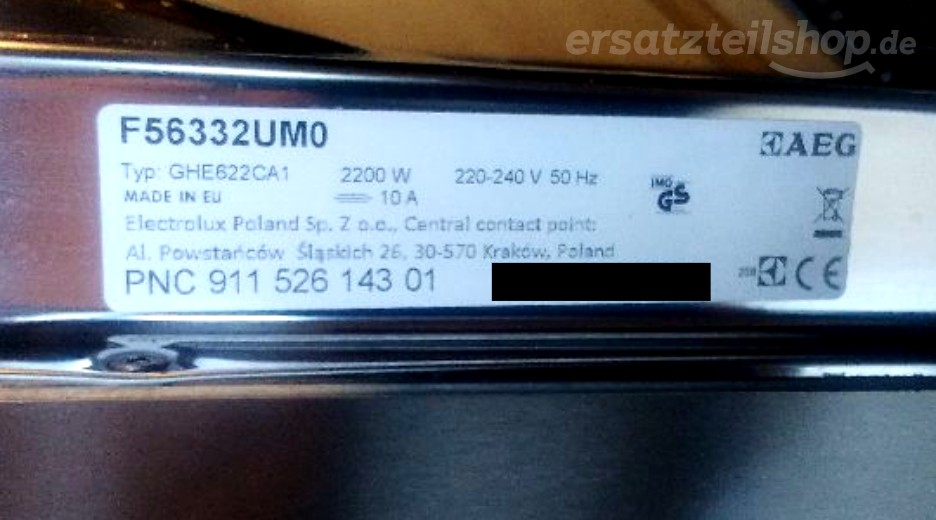 ersatzteilshop.de
F56332UM0
AEG
Typ: GHE622CA1 2200 W 220-240 V 50 Hz
MADE IN EU 10 A
Electrolux Poland Sp. Z o.o., Central contact point:
Al. Powstańców Śląskich 26, 30-570 Kraków, Poland
PNC 911 526 143 01
GS
CE